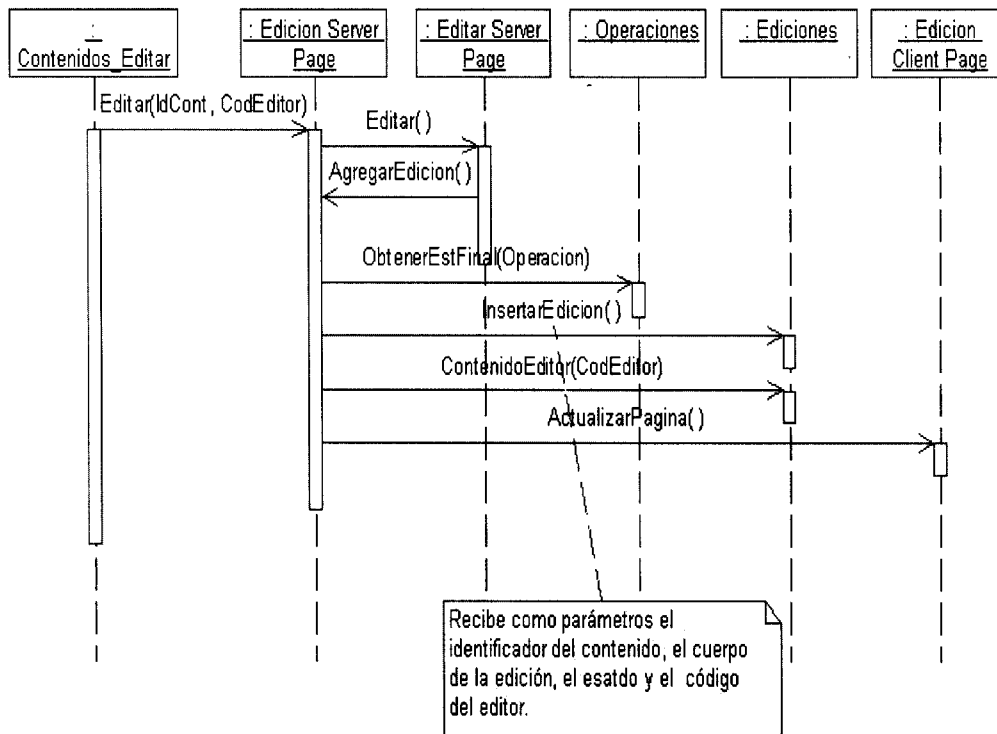 :
Contenidos_Editar
: Edicion Server
Page
: Editar Server
Page
: Operaciones
: Ediciones
: Edicion
Client Page
Editar(IdCont, CodEditor)
Editar()
AgregarEdicion()
ObtenerEstFinal(Operacion)
InsertarEdicion()
ContenidoEditor(CodEditor)
ActualizarPagina()
Recibe como parámetros el
identificador del contenido, el cuerpo
de la edición, el esatdo y el código
del editor.